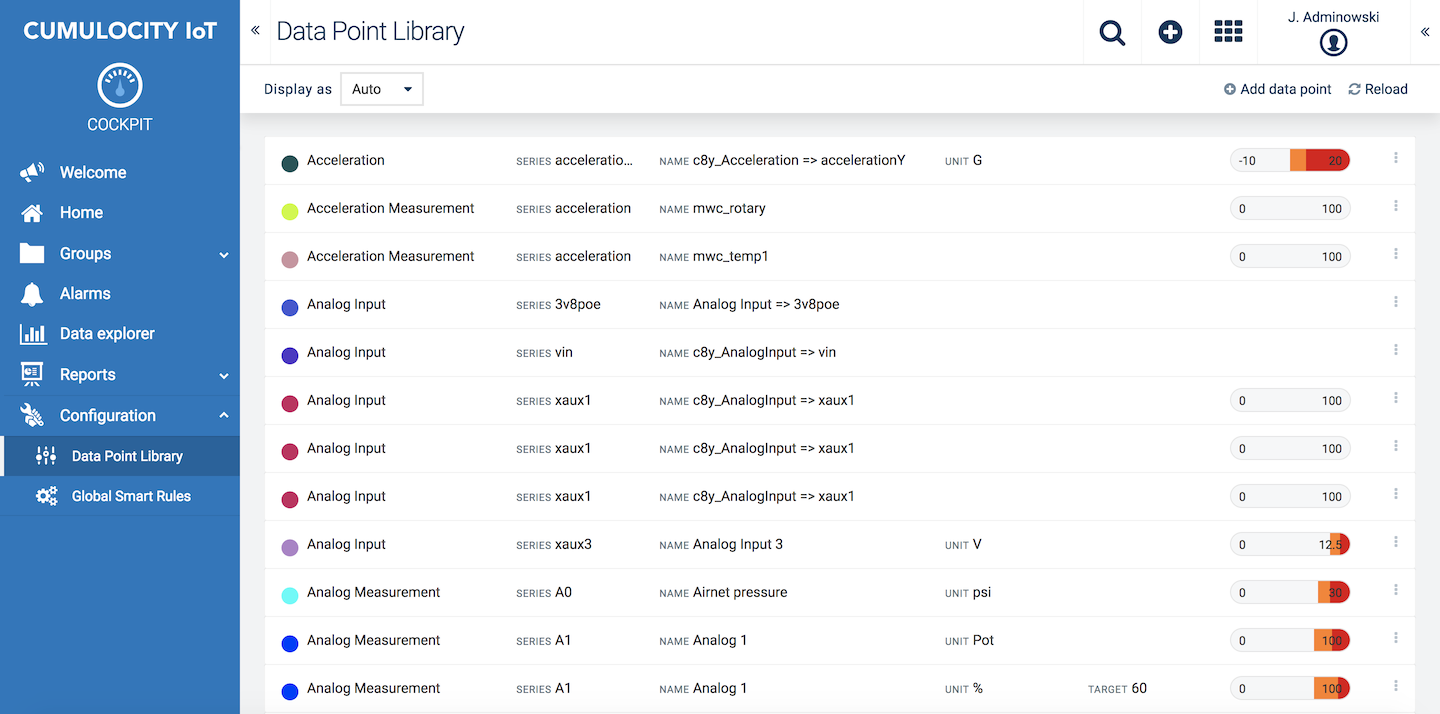 CUMULOCITY IoT
COCKPIT
Welcome
Home
Groups
Alarms
Data explorer
Reports
Configuration
Data Point Library
Global Smart Rules
« Data Point Library
J. Adminowski
«
Display as Auto
Add data point Reload
Acceleration SERIES acceleratio... NAME c8y_Acceleration => accelerationY UNIT G -10 20
Acceleration Measurement SERIES acceleration NAME mwc_rotary 0 100
Acceleration Measurement SERIES acceleration NAME mwc_temp1 0 100
Analog Input SERIES 3v8poe NAME Analog Input => 3v8poe
Analog Input SERIES vin NAME c8y_AnalogInput => vin
Analog Input SERIES xaux1 NAME c8y_AnalogInput => xaux1 0 100
Analog Input SERIES xaux1 NAME c8y_AnalogInput => xaux1 0 100
Analog Input SERIES xaux1 NAME c8y_AnalogInput => xaux1 0 100
Analog Input SERIES xaux3 NAME Analog Input 3 UNIT V 0 12.5
Analog Measurement SERIES A0 NAME Airnet pressure UNIT psi 0 30
Analog Measurement SERIES A1 NAME Analog 1 UNIT Pot 0 100
Analog Measurement SERIES A1 NAME Analog 1 UNIT % TARGET 60 0 100